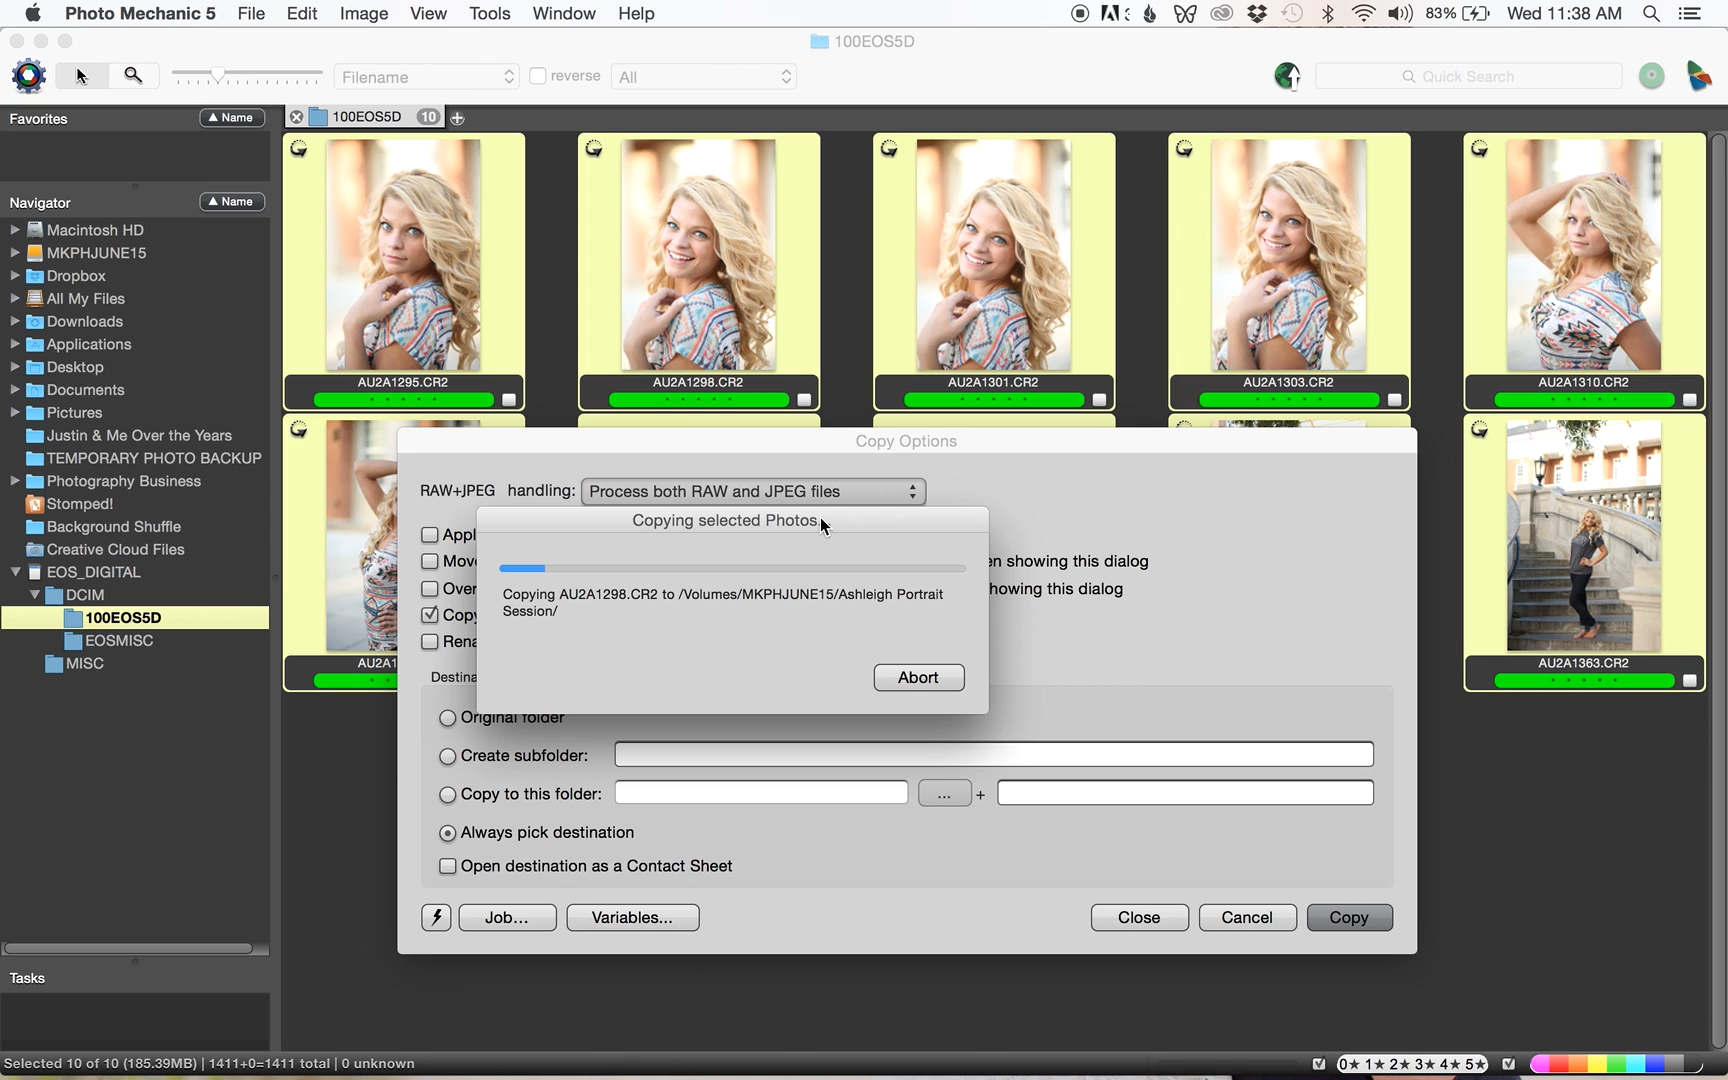 Photo Mechanic 5 File Edit Image View Tools Window Help 83% Wed 11:38 AM
100EOS5D
Filename reverse All Quick Search
Favorites Name
100EOS5D 10
Navigator Name
Macintosh HD
MKPHJUNE15
Dropbox
All My Files
Downloads
Applications
Desktop
Documents
Pictures
Justin & Me Over the Years
TEMPORARY PHOTO BACKUP
Photography Business
Stomped!
Background Shuffle
Creative Cloud Files
EOS_DIGITAL
DCIM
100EOS5D
EOSMISC
MISC
Tasks
AU2A1295.CR2
AU2A1298.CR2
AU2A1301.CR2
AU2A1303.CR2
AU2A1310.CR2
AU2A1
AU2A1363.CR2
Copy Options
RAW+JPEG handling: Process both RAW and JPEG files
Appl
Move
en showing this dialog
Over
howing this dialog
Copy
Rena
Destina
Copying selected Photos
Copying AU2A1298.CR2 to /Volumes/MKPHJUNE15/Ashleigh Portrait
Session/
Abort
Original folder
Create subfolder:
Copy to this folder: ... +
Always pick destination
Open destination as a Contact Sheet
Job... Variables... Close Cancel Copy
Selected 10 of 10 (185.39MB) | 1411+0=1411 total | 0 unknown
0★ 1★ 2★ 3★ 4★ 5★